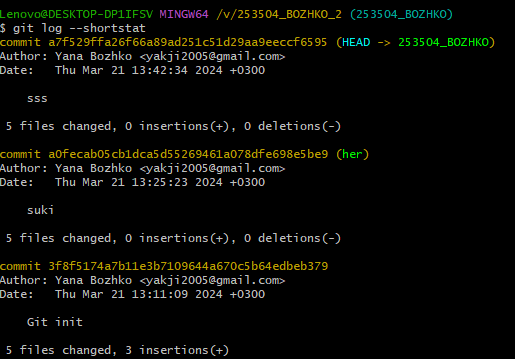 Lenovo@DESKTOP-DP1IFSV MINGW64 /v/253504_BOZHKO_2 (253504_BOZHKO)
$ git log --shortstat
commit a7f529ffa26f66a89ad251c51d29aa9eeccf6595 (HEAD -> 253504_BOZHKO)
Author: Yana Bozhko <yakji2005@gmail.com>
Date:   Thu Mar 21 13:42:34 2024 +0300
sss
5 files changed, 0 insertions(+), 0 deletions(-)
commit a0fecab05cb1dca5d55269461a078dfe698e5be9 (her)
Author: Yana Bozhko <yakji2005@gmail.com>
Date:   Thu Mar 21 13:25:23 2024 +0300
suki
5 files changed, 0 insertions(+), 0 deletions(-)
commit 3f8f5174a7b11e3b7109644a670c5b64edbeb379
Author: Yana Bozhko <yakji2005@gmail.com>
Date:   Thu Mar 21 13:11:09 2024 +0300
Git init
5 files changed, 3 insertions(+)